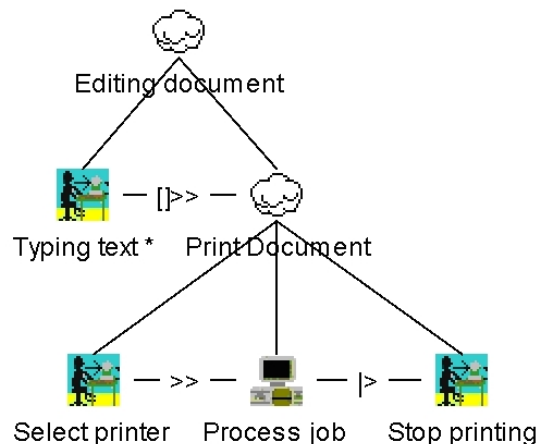 Editing document
[]>>
Typing text * Print Document
>> |>
Select printer Process job Stop printing